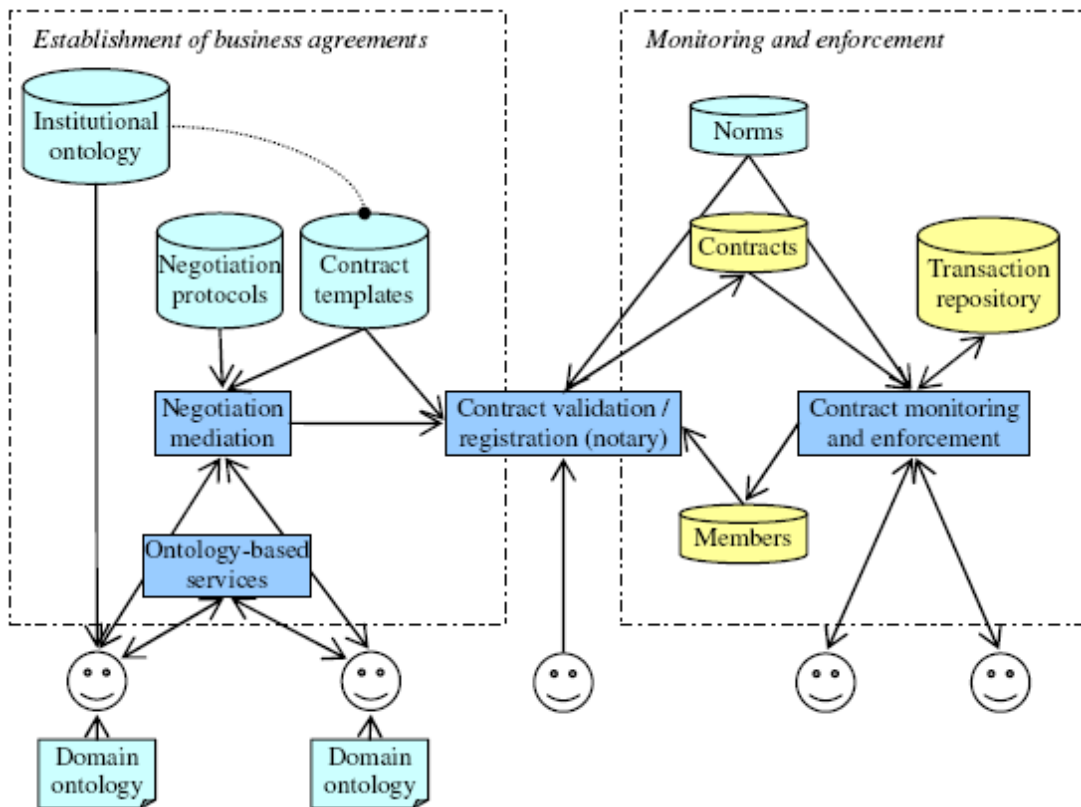 Establishment of business agreements
Monitoring and enforcement
Institutional
ontology
Norms
Negotiation
protocols
Contract
templates
Contracts
Transaction
repository
Negotiation
mediation
Contract validation /
registration (notary)
Contract monitoring
and enforcement
Members
Ontology-based
services
Domain
ontology
Domain
ontology